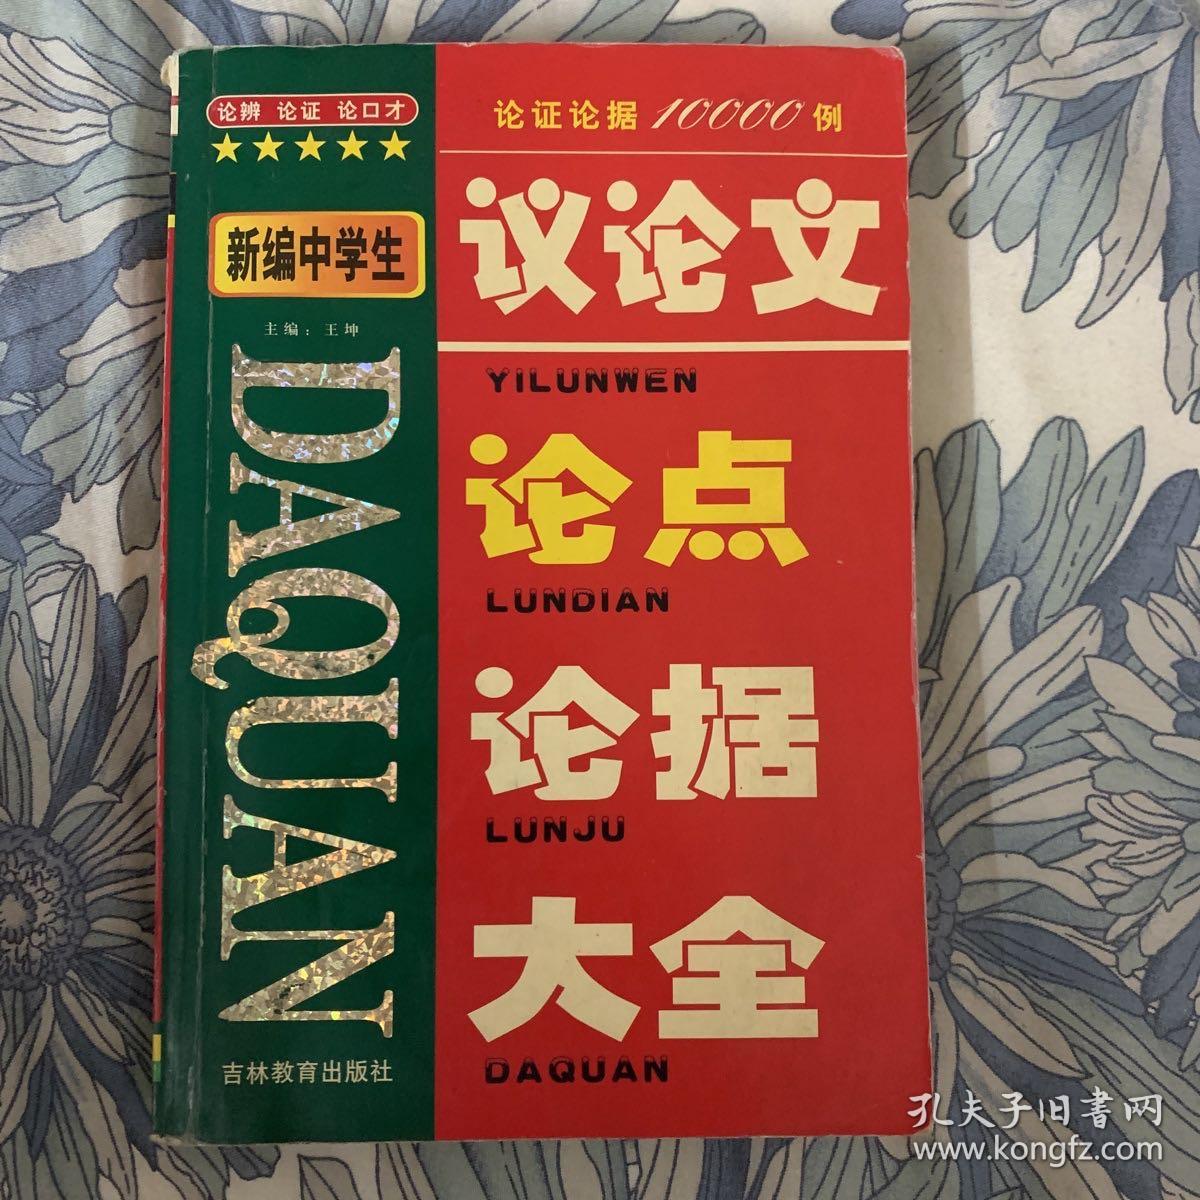 论辨 论证 论口才
新编中学生
主编：王坤
DAQUAN
吉林教育出版社
论证论据10000例
议论文
YILUNWEN
论点
LUNDIAN
论据
LUNJU
大全
DAQUAN
孔夫子旧书网
www.kongfz.com